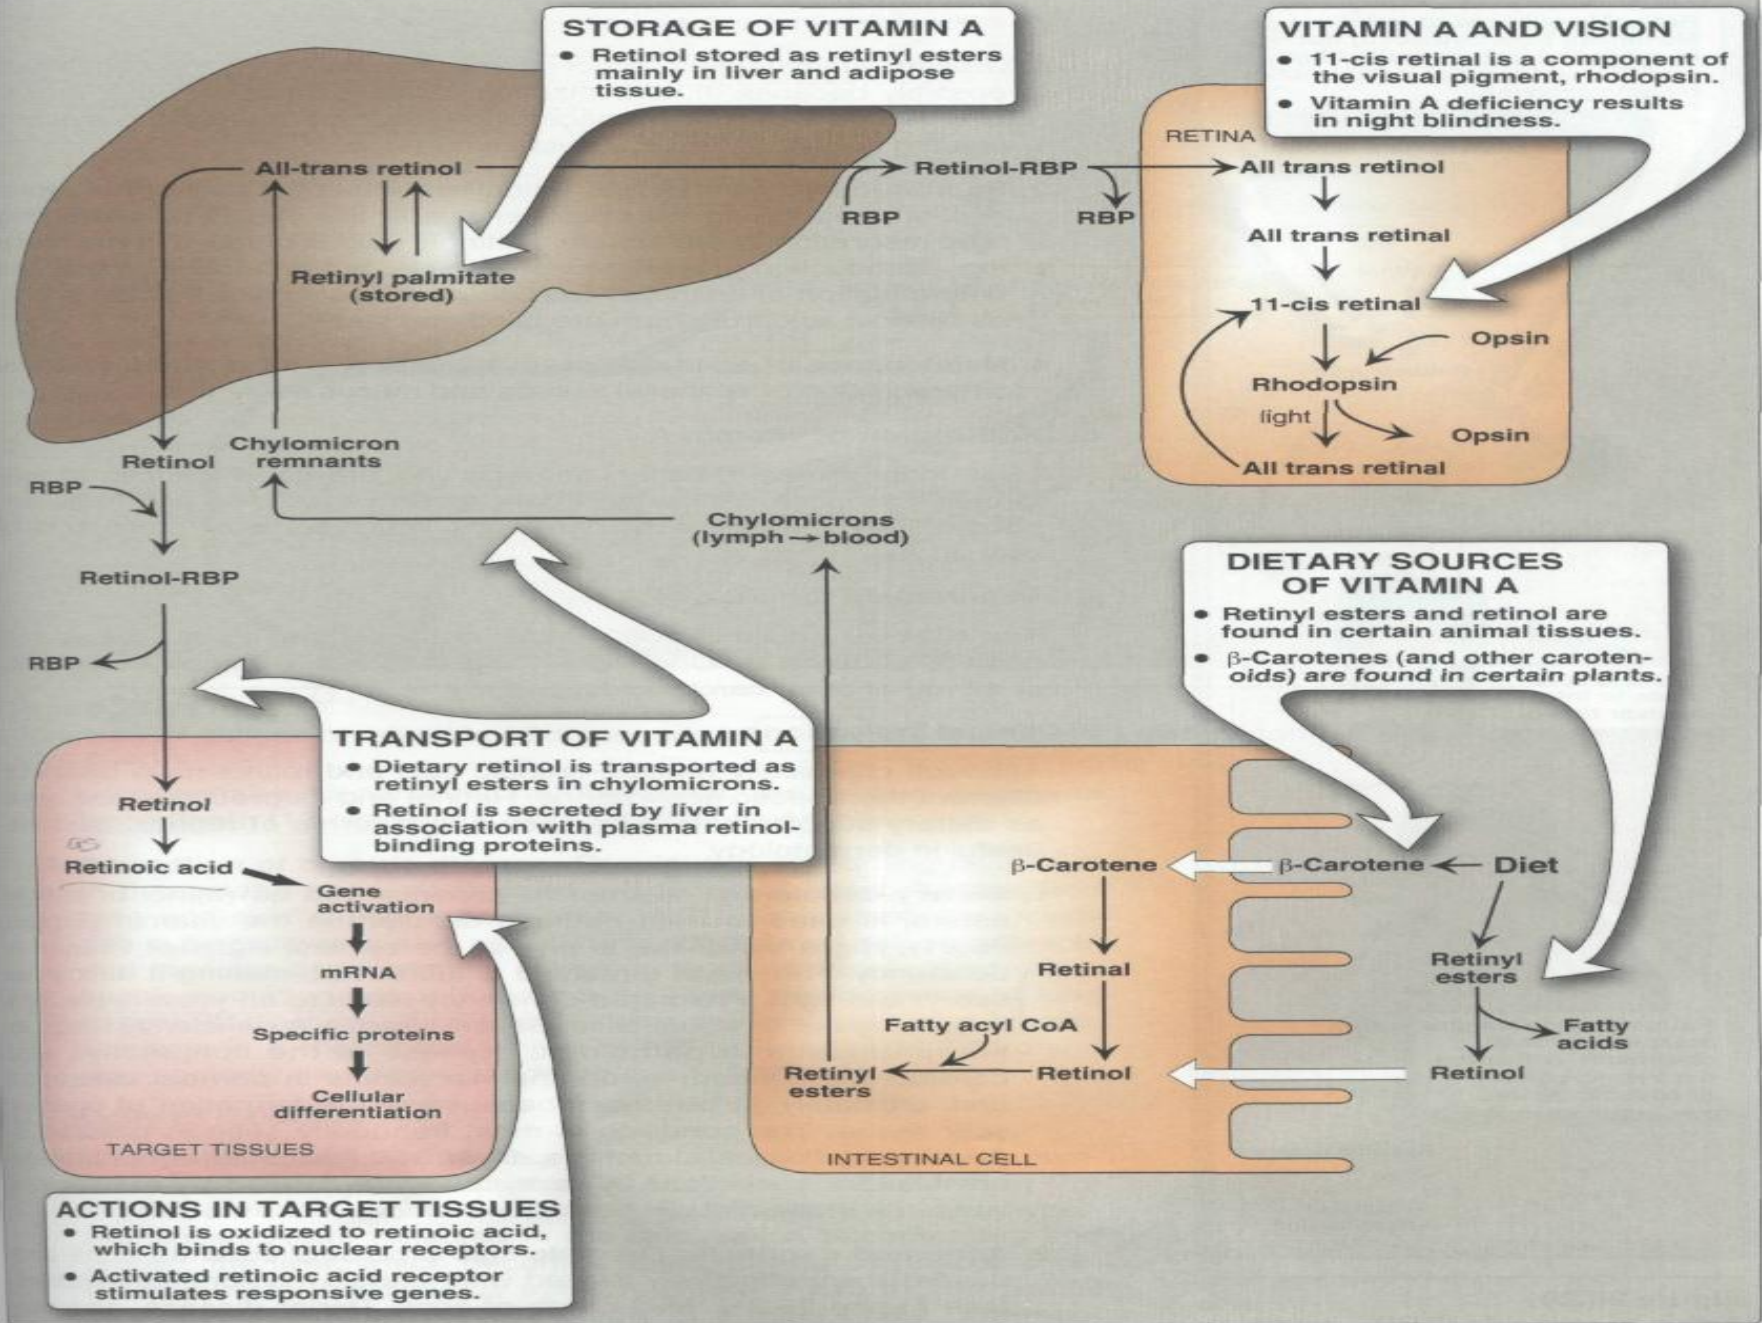 STORAGE OF VITAMIN A
• Retinol stored as retinyl esters
mainly in liver and adipose
tissue.
VITAMIN A AND VISION
• 11-cis retinal is a component of
the visual pigment, rhodopsin.
• Vitamin A deficiency results
in night blindness.
All-trans retinol
Retinyl palmitate
(stored)
Retinol-RBP
RBP
RBP
RETINA
All trans retinol
All trans retinal
11-cis retinal
Opsin
Rhodopsin
light
Opsin
All trans retinal
Retinol
Chylomicron
remnants
RBP
Retinol-RBP
RBP
Chylomicrons
(lymph → blood)
DIETARY SOURCES
OF VITAMIN A
• Retinyl esters and retinol are
found in certain animal tissues.
• β-Carotenes (and other caroten-
oids) are found in certain plants.
TRANSPORT OF VITAMIN A
• Dietary retinol is transported as
retinyl esters in chylomicrons.
• Retinol is secreted by liver in
association with plasma retinol-
binding proteins.
Retinol
Retinoic acid
Gene
activation
mRNA
Specific proteins
Cellular
differentiation
TARGET TISSUES
β-Carotene
β-Carotene
Diet
Retinal
Retinyl
esters
Fatty acyl CoA
Fatty
acids
Retinyl
esters
Retinol
Retinol
INTESTINAL CELL
ACTIONS IN TARGET TISSUES
• Retinol is oxidized to retinoic acid,
which binds to nuclear receptors.
• Activated retinoic acid receptor
stimulates responsive genes.